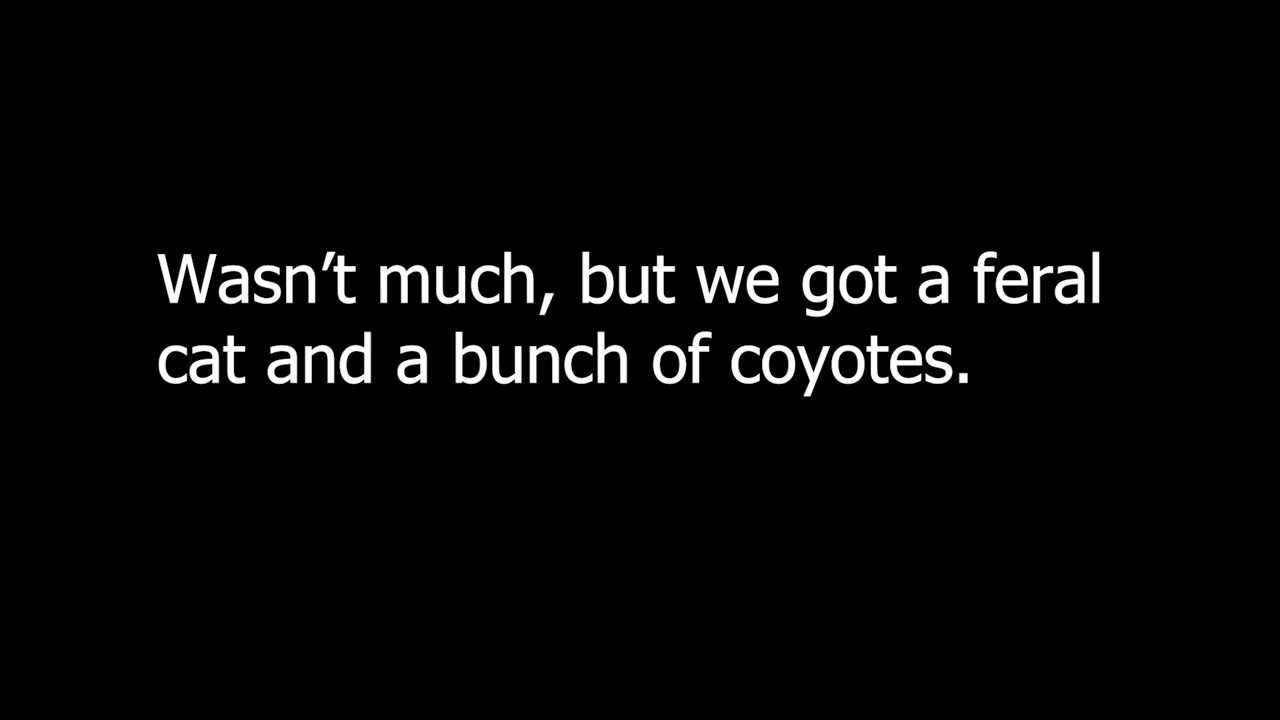 Wasn’t much, but we got a feral
cat and a bunch of coyotes.